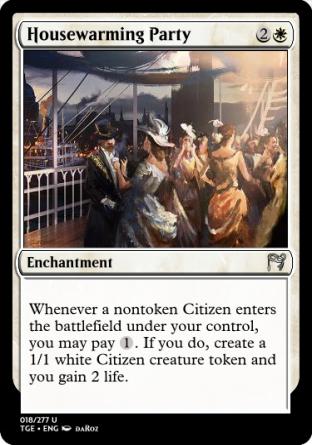 Housewarming Party 2
Enchantment
Whenever a nontoken Citizen enters
the battlefield under your control,
you may pay 1. If you do, create a
1/1 white Citizen creature token and
you gain 2 life.
018/277 U
TGE • ENG daRoz